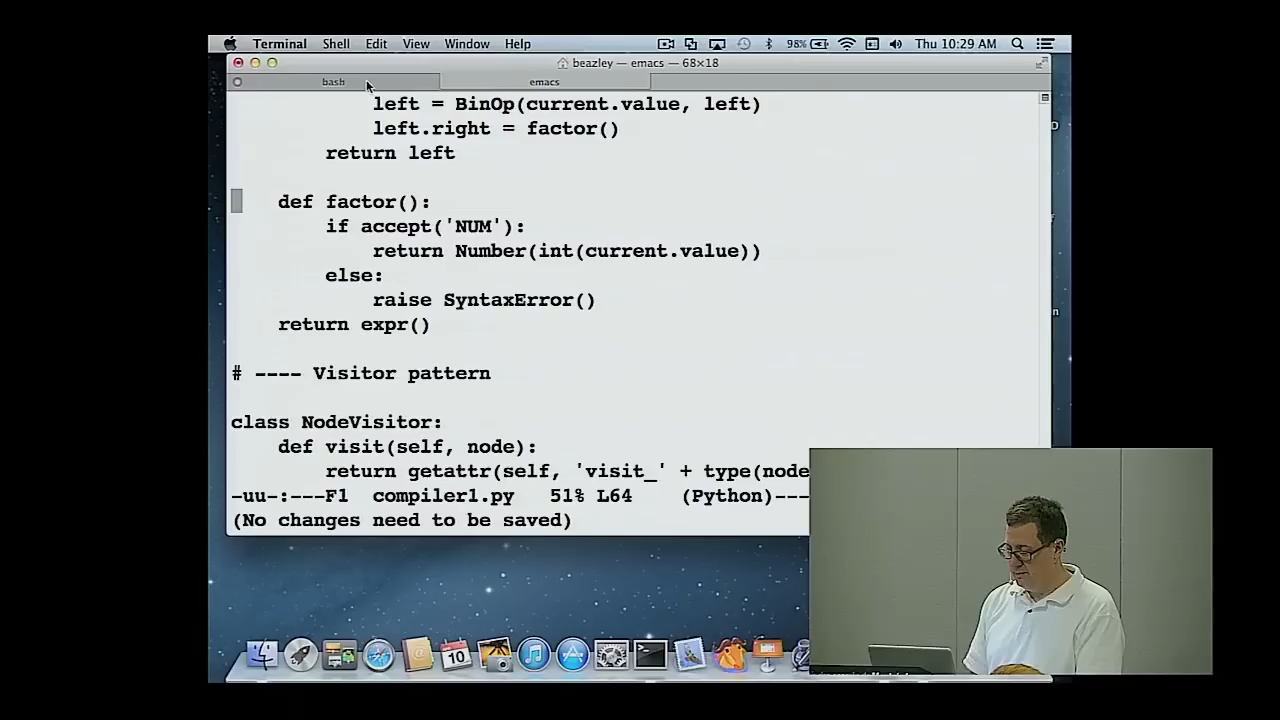 Terminal Shell Edit View Window Help 98% Thu 10:29 AM
beazley — emacs — 68×18
bash emacs
left = BinOp(current.value, left)
left.right = factor()
return left
def factor():
if accept('NUM'):
return Number(int(current.value))
else:
raise SyntaxError()
return expr()
# ---- Visitor pattern
class NodeVisitor:
def visit(self, node):
return getattr(self, 'visit_' + type(node
-uu-:---F1 compiler1.py 51% L64 (Python)---
(No changes need to be saved)
10